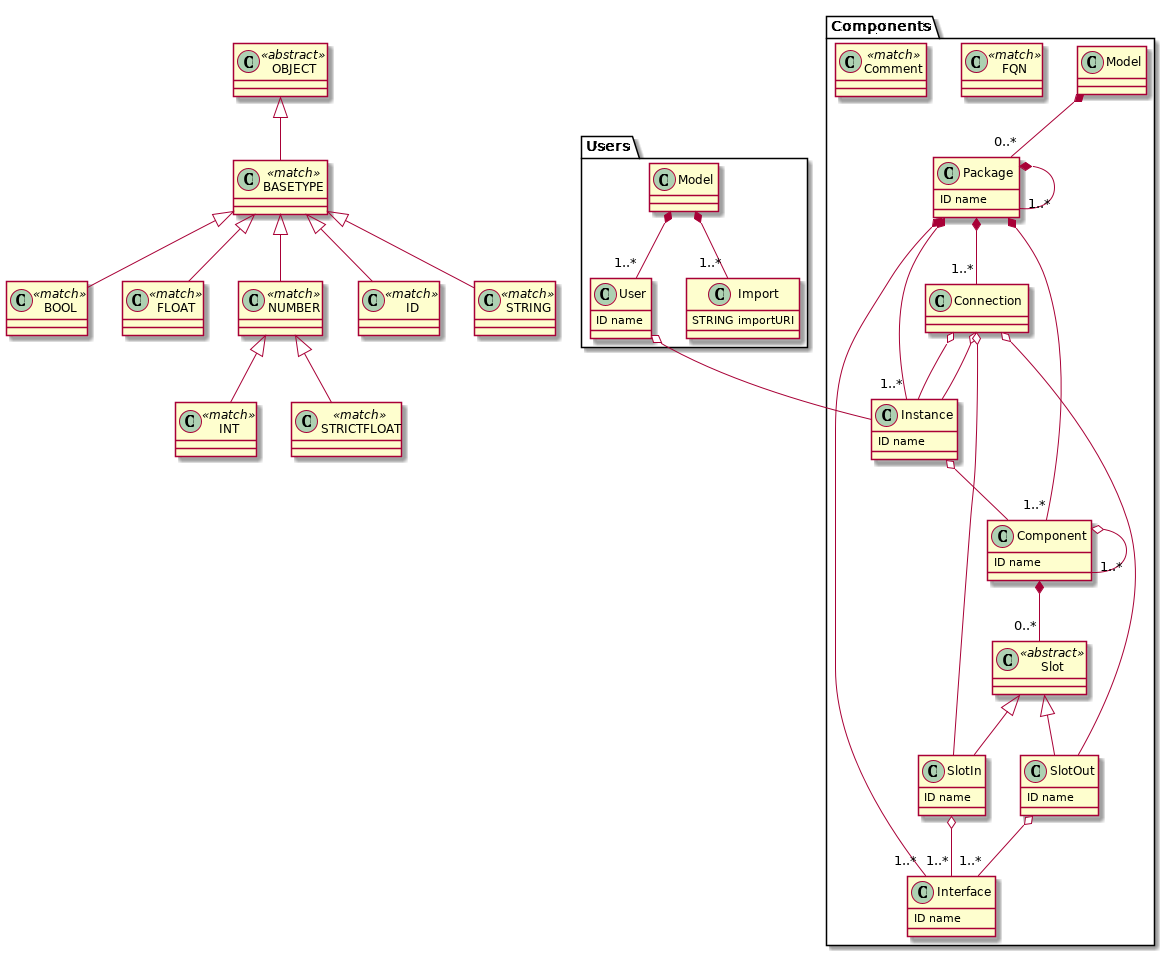 «abstract»
OBJECT
C
«match»
BASETYPE
C
«match»
BOOL
C
«match»
FLOAT
C
«match»
NUMBER
C
«match»
ID
C
«match»
STRING
C
«match»
INT
C
«match»
STRICTFLOAT
C
Users
C Model
1..*
1..*
C User
ID name
C Import
STRING importURI
Components
«match»
Comment
C
«match»
FQN
C
C Model
0..*
C Package
ID name
1..*
1..*
C Connection
1..*
C Instance
ID name
1..*
C Component
ID name
1..*
0..*
«abstract»
Slot
C
C SlotIn
ID name
C SlotOut
ID name
1..*
1..*
1..*
C Interface
ID name